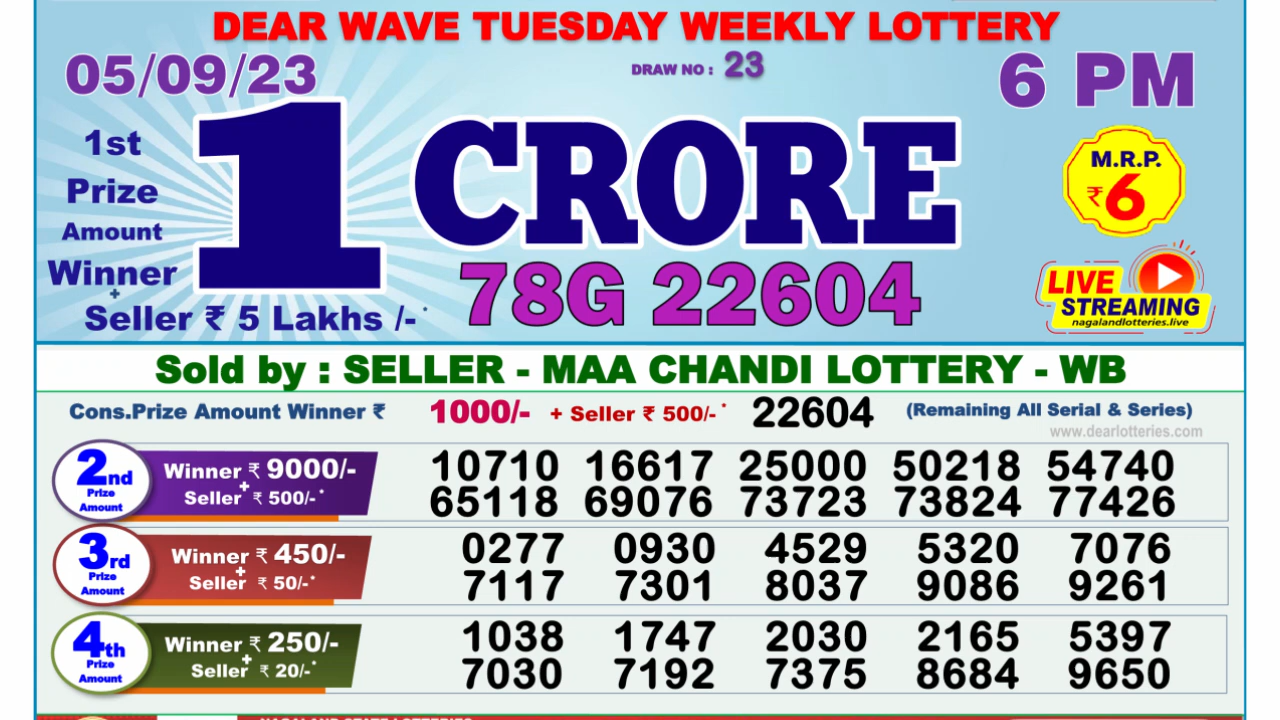 DEAR WAVE TUESDAY WEEKLY LOTTERY
05/09/23
DRAW NO : 23
6 PM
1st
Prize
Amount
Winner
+
Seller ₹ 5 Lakhs /- *
1 CRORE
78G 22604
M.R.P.
₹6
LIVE
STREAMING
nagalandlotteries.live
Sold by : SELLER - MAA CHANDI LOTTERY - WB
Cons.Prize Amount Winner ₹ 1000/- + Seller ₹ 500/- * 22604 (Remaining All Serial & Series)
www.dearlotteries.com
2nd
Prize
Amount
Winner ₹ 9000/-
+
Seller ₹ 500/- *
10710 16617 25000 50218 54740
65118 69076 73723 73824 77426
3rd
Prize
Amount
Winner ₹ 450/-
+
Seller ₹ 50/- *
0277 0930 4529 5320 7076
7117 7301 8037 9086 9261
4th
Prize
Amount
Winner ₹ 250/-
+
Seller ₹ 20/- *
1038 1747 2030 2165 5397
7030 7192 7375 8684 9650
NAGALAND STATE LOTTERIES